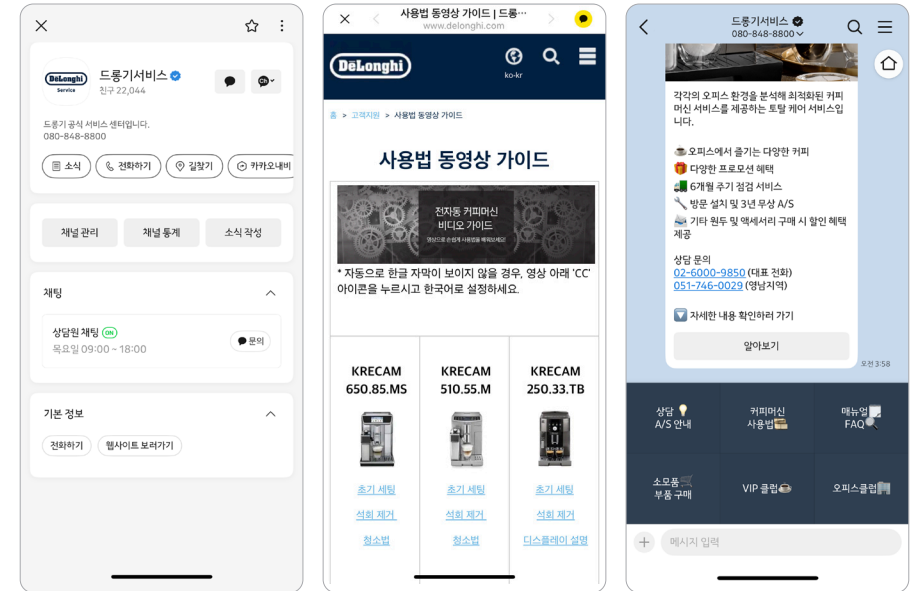 DeLonghi
Service
드롱기서비스
친구 22,044
Ch
드롱기 공식 서비스 센터입니다.
080-848-8800
소식
전화하기
길찾기
카카오내비
채널 관리
채널 통계
소식 작성
채팅
상담원 채팅 ON
목요일 09:00 ~ 18:00
문의
기본 정보
전화하기
웹사이트 보러가기
사용법 동영상 가이드 | 드롱···
www.delonghi.com
DeLonghi
ko-kr
홈 > 고객지원 > 사용법 동영상 가이드
사용법 동영상 가이드
전자동 커피머신
비디오 가이드
영상으로 손쉽게 사용법을 배워보세요!
* 자동으로 한글 자막이 보이지 않을 경우, 영상 아래 'CC'
아이콘을 누르시고 한국어로 설정하세요.
KRECAM
650.85.MS
초기 세팅
석회 제거
청소법
KRECAM
510.55.M
초기 세팅
석회 제거
청소법
KRECAM
250.33.TB
초기 세팅
석회 제거
디스플레이 설명
드롱기서비스
080-848-8800
각각의 오피스 환경을 분석해 최적화된 커피
머신 서비스를 제공하는 토탈 케어 서비스입
니다.
☕오피스에서 즐기는 다양한 커피
🎁 다양한 프로모션 혜택
🚛 6개월 주기 점검 서비스
🔧 방문 설치 및 3년 무상 A/S
기타 원두 및 액세서리 구매 시 할인 혜택
제공
상담 문의
02-6000-9850 (대표 전화)
051-746-0029 (영남지역)
🔽 자세한 내용 확인하러 가기
알아보기
오전 3:58
상담💡
A/S 안내
커피머신
사용법
매뉴얼
FAQ🔍
소모품🛒
부품 구매
VIP 클럽☕
오피스클럽🏢
메시지 입력